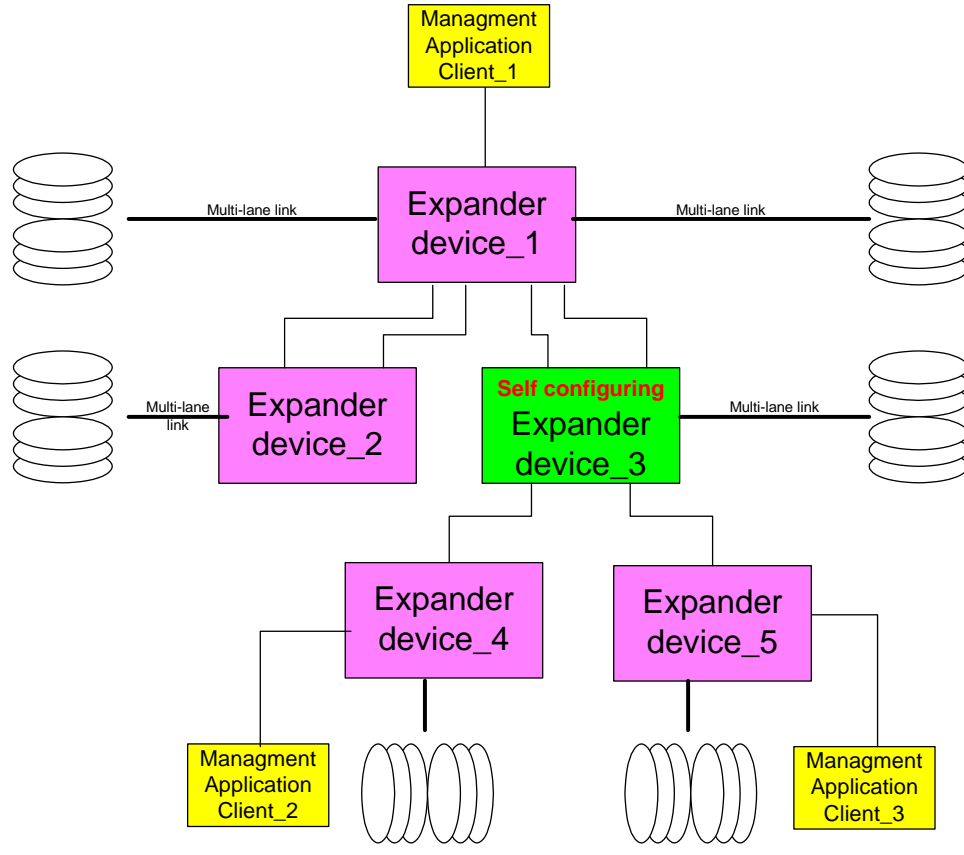 Managment
Application
Client_1
Expander
device_1
Multi-lane link
Multi-lane link
Expander
device_2
Multi-lane
link
Self configuring
Expander
device_3
Multi-lane link
Expander
device_4
Expander
device_5
Managment
Application
Client_2
Managment
Application
Client_3